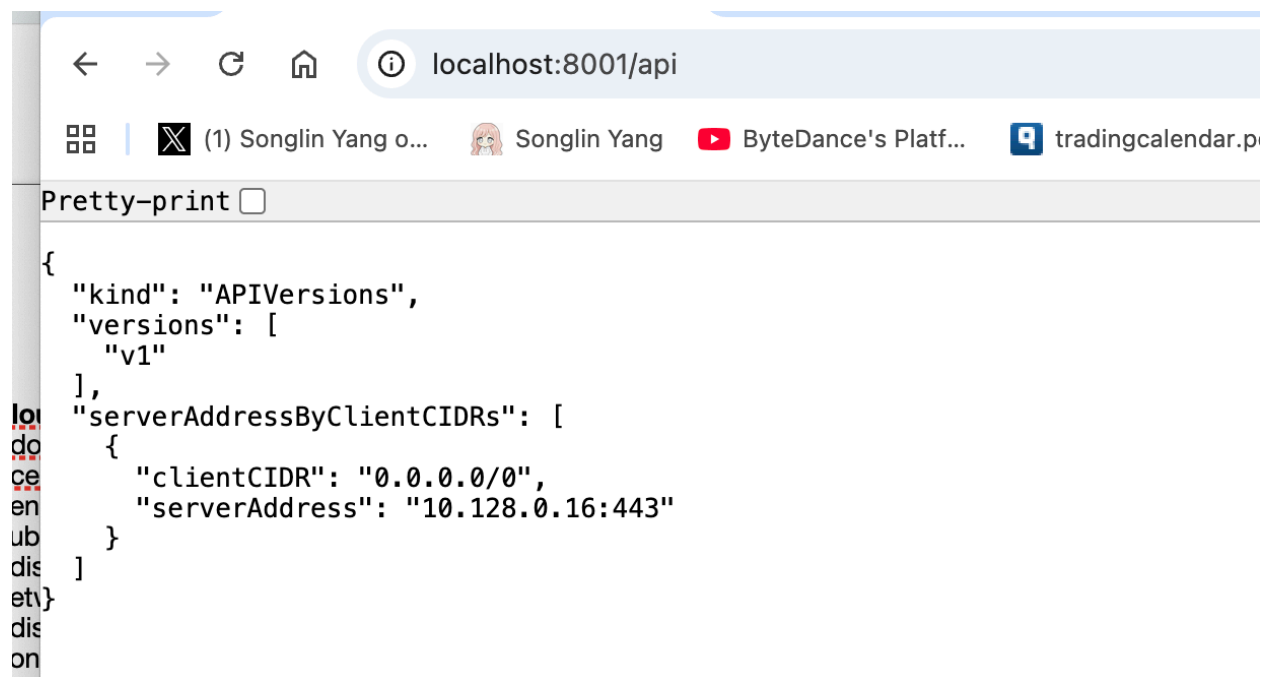 localhost:8001/api
(1) Songlin Yang o... Songlin Yang ByteDance's Platf... tradingcalendar.p
Pretty-print
{
  "kind": "APIVersions",
  "versions": [
    "v1"
  ],
  "serverAddressByClientCIDRs": [
    {
      "clientCIDR": "0.0.0.0/0",
      "serverAddress": "10.128.0.16:443"
    }
  ]
}